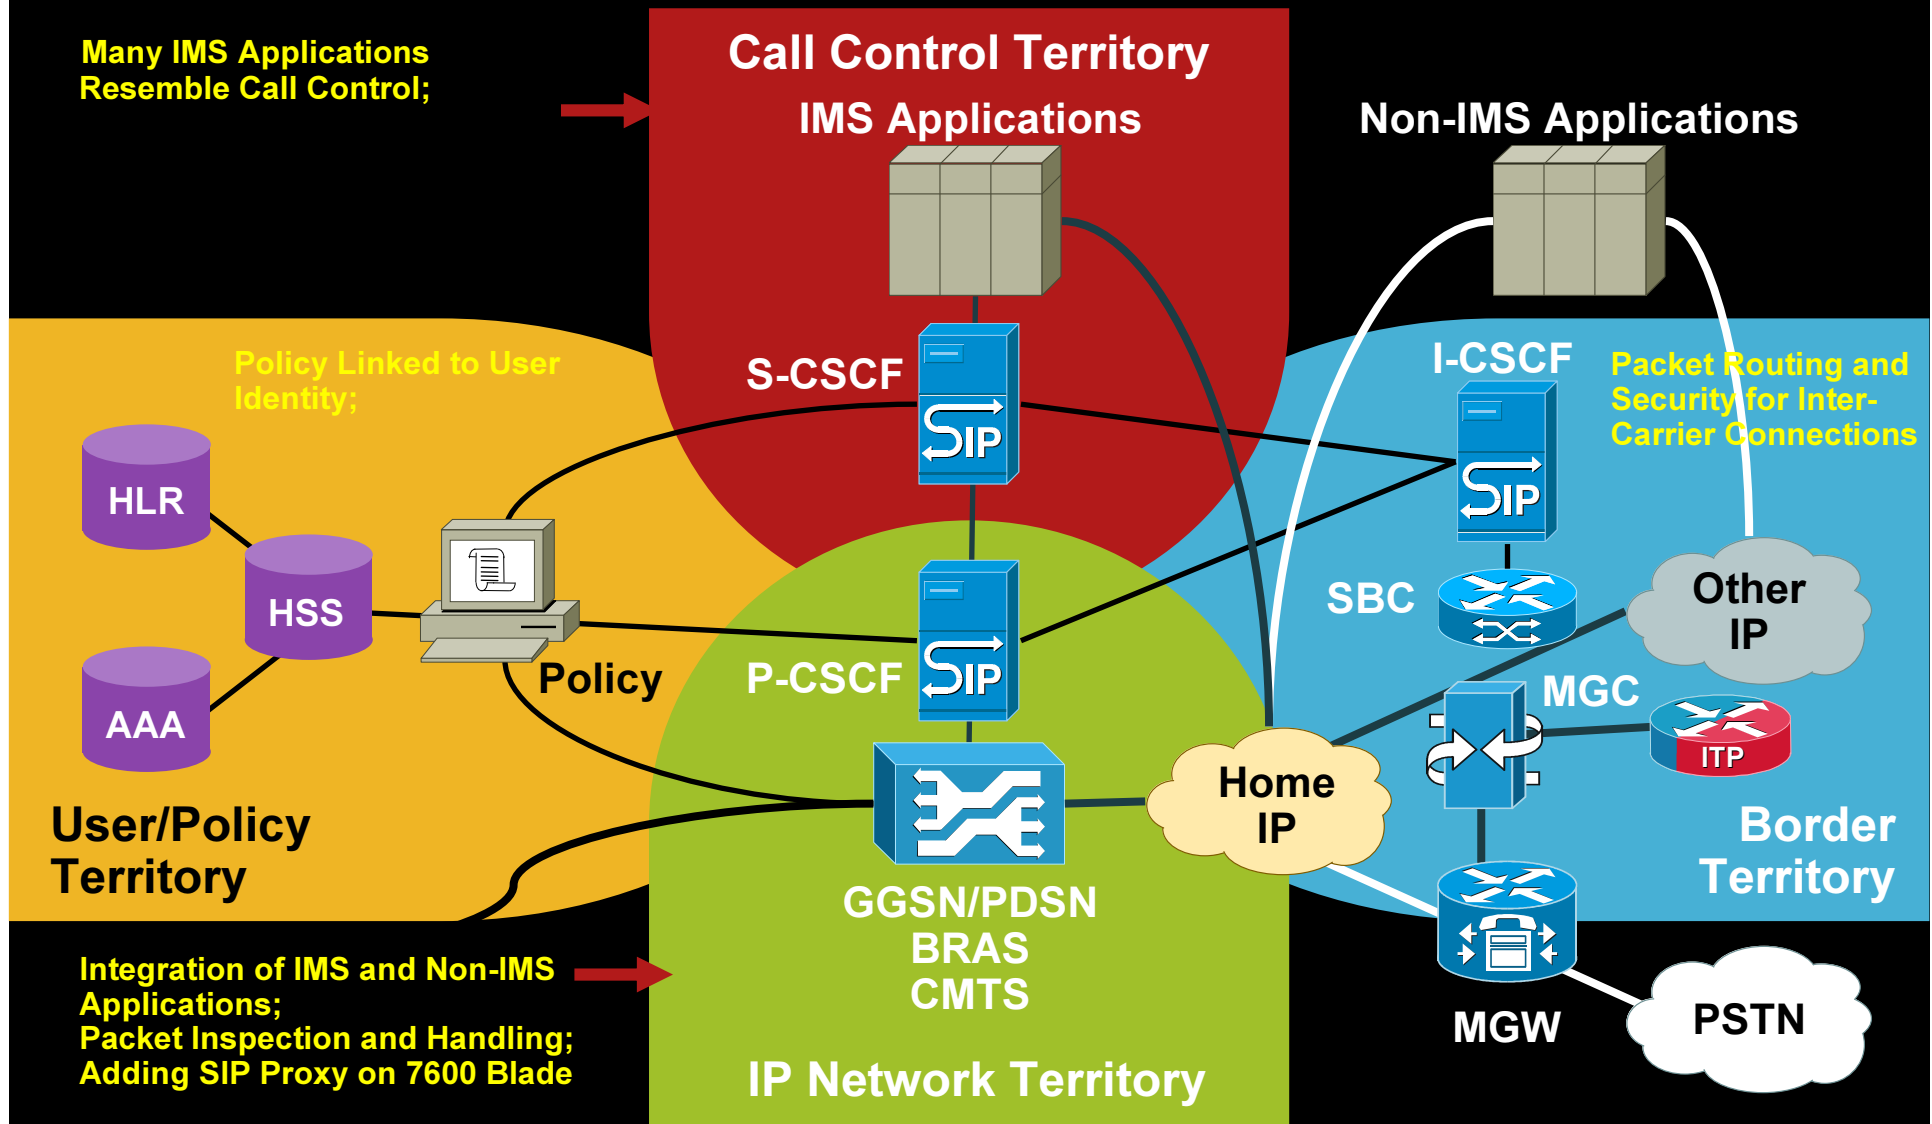 Many IMS Applications
Resemble Call Control;
Call Control Territory
IMS Applications
Non-IMS Applications
Policy Linked to User
Identity;
S-CSCF
SIP
I-CSCF
SIP
Packet Routing and
Security for Inter-
Carrier Connections
HLR
HSS
AAA
Policy
P-CSCF
SIP
SBC
Other
IP
MGC
ITP
Home
IP
User/Policy
Territory
Border
Territory
GGSN/PDSN
BRAS
CMTS
Integration of IMS and Non-IMS
Applications;
Packet Inspection and Handling;
Adding SIP Proxy on 7600 Blade
MGW
PSTN
IP Network Territory